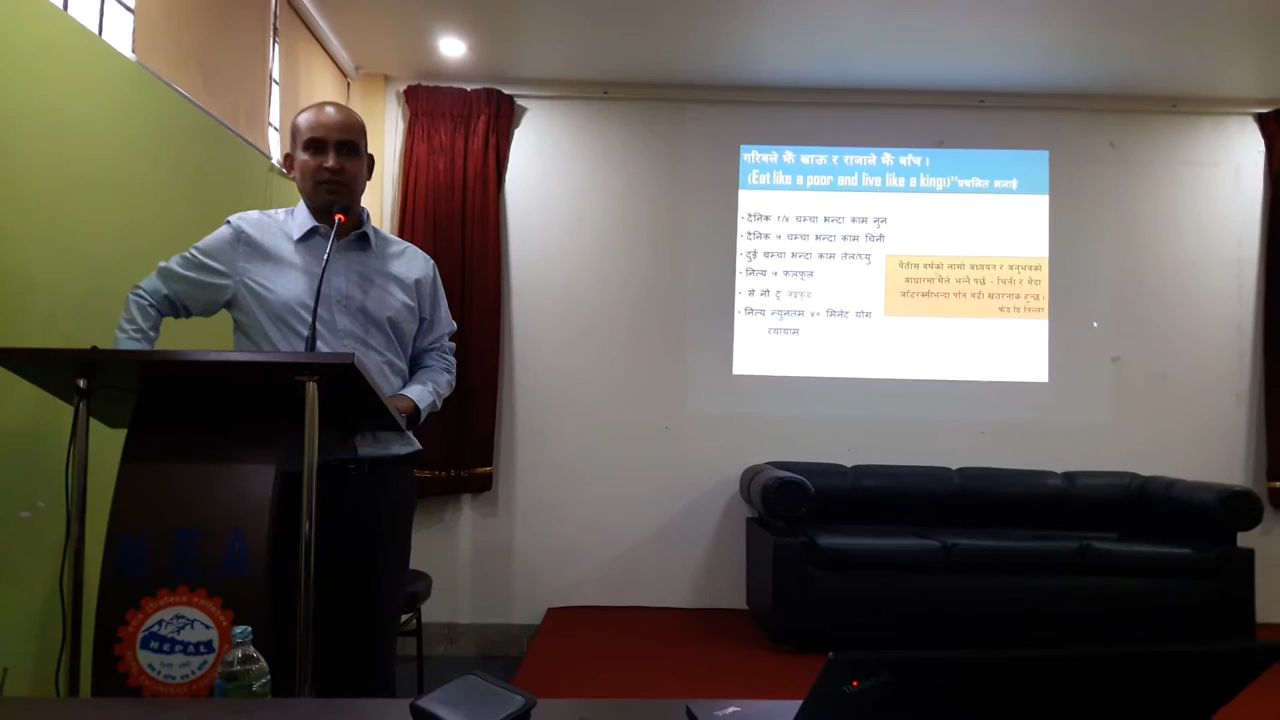 गरिबले झैं खाऊ र राजाले झैं बाँच ।
(Eat like a poor and live like a king!)"प्रचलित भनाई
• दैनिक १/४ चम्चा भन्दा काम नुन
• दैनिक ५ चम्चा भन्दा काम चिनी
• दुई चम्चा भन्दा काम तेल/घ्यु
• नित्य ५ फलफूल
• से नो टू
• नित्य न्युनतम ४० मिनेट योग
व्यायाम
पैतीस वर्षको लामो अध्ययन र अनुभवको
आधारमा मैले भन्नै पर्छ - चिनी र मैदा
भन्दा पनि बढी खतरनाक हुन्छ ।
NEA
NEPAL